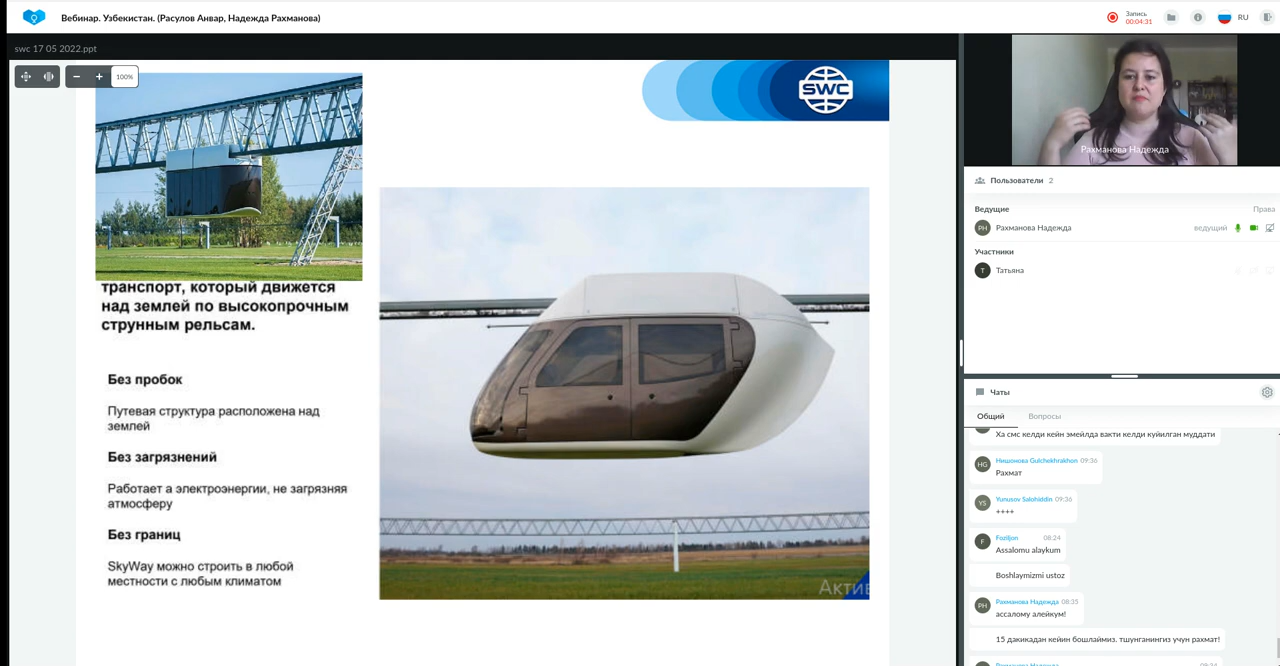 Вебинар. Узбекистан. (Расулов Анвар, Надежда Рахманова)
Запись
00:04:31
RU
swc 17 05 2022.ppt
100%
SWC
транспорт, который движется
над землей по высокопрочным
струнным рельсам.
Без пробок
Путевая структура расположена над
землей
Без загрязнений
Работает а электроэнергии, не загрязняя
атмосферу
Без границ
SkyWay можно строить в любой
местности с любым климатом
Актив
Рахманова Надежда
Пользователи 2
Ведущие Права
РН Рахманова Надежда ведущий
Участники
Т Татьяна
Чаты
Общий Вопросы
Ха смс келди кейн эмейлда вакти келди куйилган муддати
HG Нишонова Gulchekhrakhon 09:36
Рахмат
YS Yunusov Salohiddin 09:36
++++
F Foziljon 08:24
Assalomu alaykum
Boshlaymizmi ustoz
РН Рахманова Надежда 08:35
ассалому алейкум!
15 дакикадан кейин бошлаймиз. тшунганингиз учун рахмат!
Рахманова Надежда